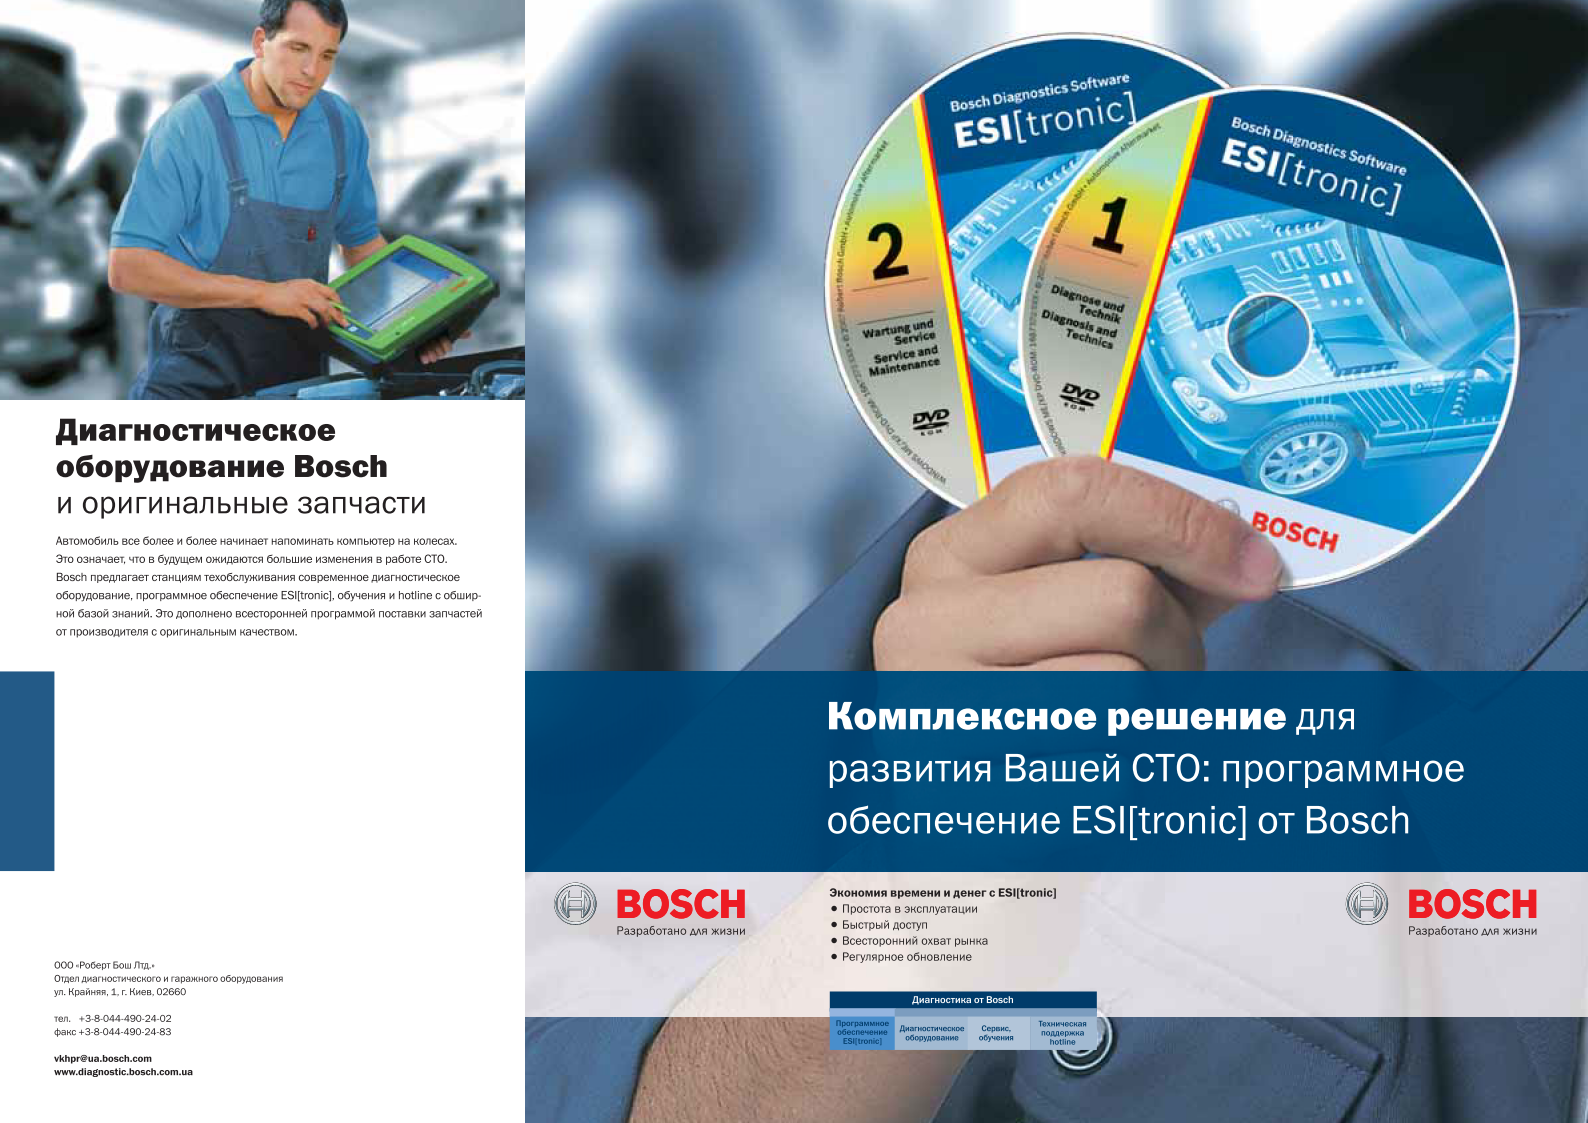 Диагностическое
оборудование Bosch
и оригинальные запчасти
Автомобиль все более и более начинает напоминать компьютер на колесах.
Это означает, что в будущем ожидаются большие изменения в работе СТО.
Bosch предлагает станциям техобслуживания современное диагностическое
оборудование, программное обеспечение ESI[tronic], обучения и hotline с обшир-
ной базой знаний. Это дополнено всесторонней программой поставки запчастей
от производителя с оригинальным качеством.
ООО «Роберт Бош Лтд.»
Отдел диагностического и гаражного оборудования
ул. Крайняя, 1, г. Киев, 02660
тел. +3-8-044-490-24-02
факс +3-8-044-490-24-83
vkhpr@ua.bosch.com
www.diagnostic.bosch.com.ua
Bosch Diagnostics Software
ESI[tronic]
2
Wartung und
Service
Service and
Maintenance
DVD
ROM
Bosch Diagnostics Software
ESI[tronic]
1
Diagnose und
Technik
Diagnosis and
Technics
DVD
ROM
BOSCH
Комплексное решение для
развития Вашей СТО: программное
обеспечение ESI[tronic] от Bosch
BOSCH
Разработано для жизни
Экономия времени и денег с ESI[tronic]
• Простота в эксплуатации
• Быстрый доступ
• Всесторонний охват рынка
• Регулярное обновление
BOSCH
Разработано для жизни
Диагностика от Bosch
Программное
обеспечение
ESI[tronic]
Диагностическое
оборудование
Сервис,
обучения
Техническая
поддержка
hotline